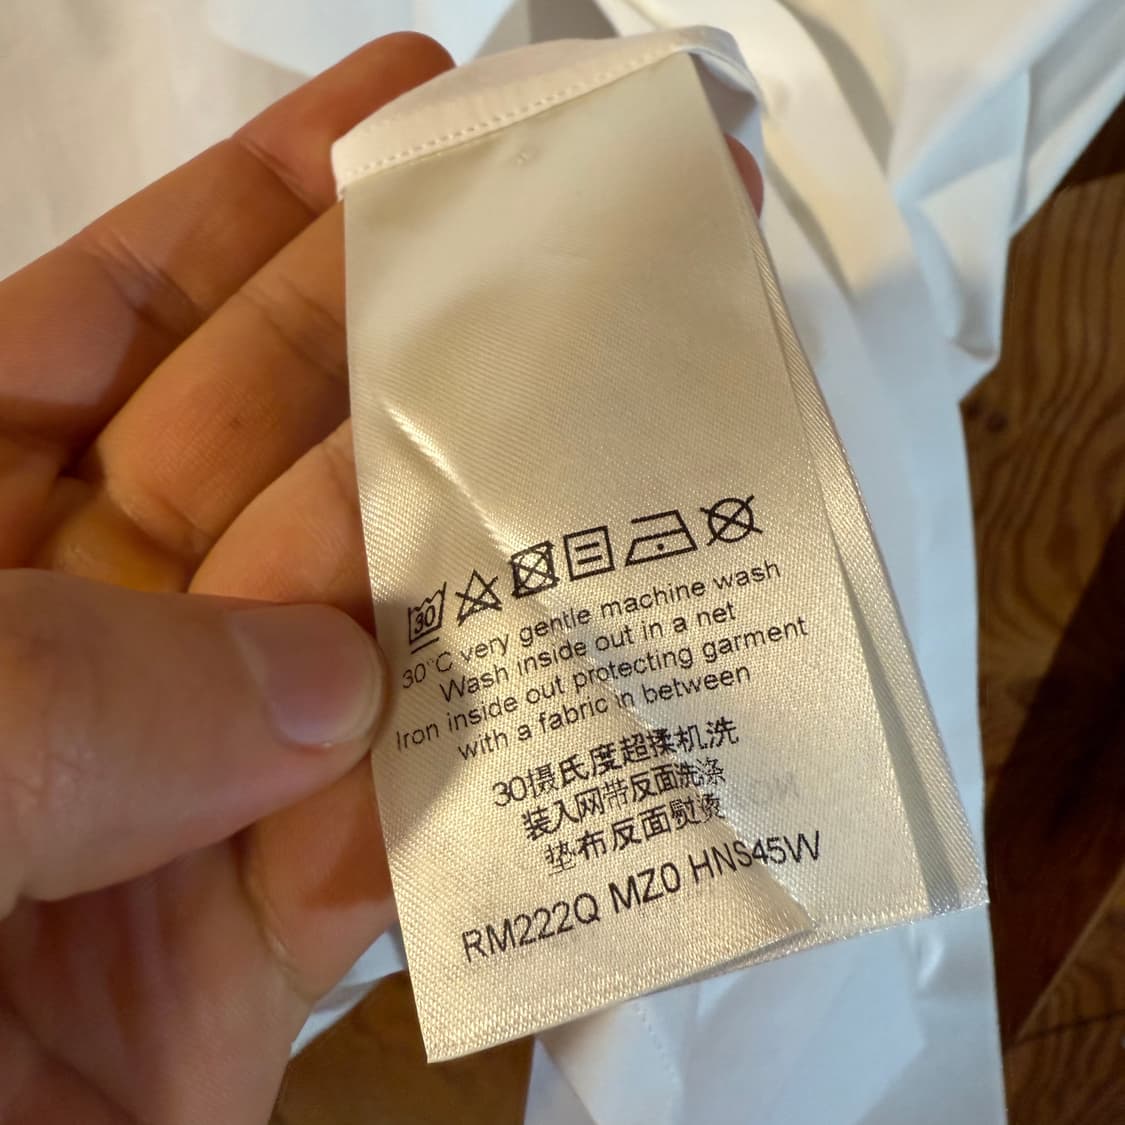 30
30°C very gentle machine wash
Wash inside out in a net
Iron inside out protecting garment
with a fabric in between
30摄氏度超揉机洗
装入网带反面洗涤
垫布反面熨烫
RM222Q MZ0 HNS45W